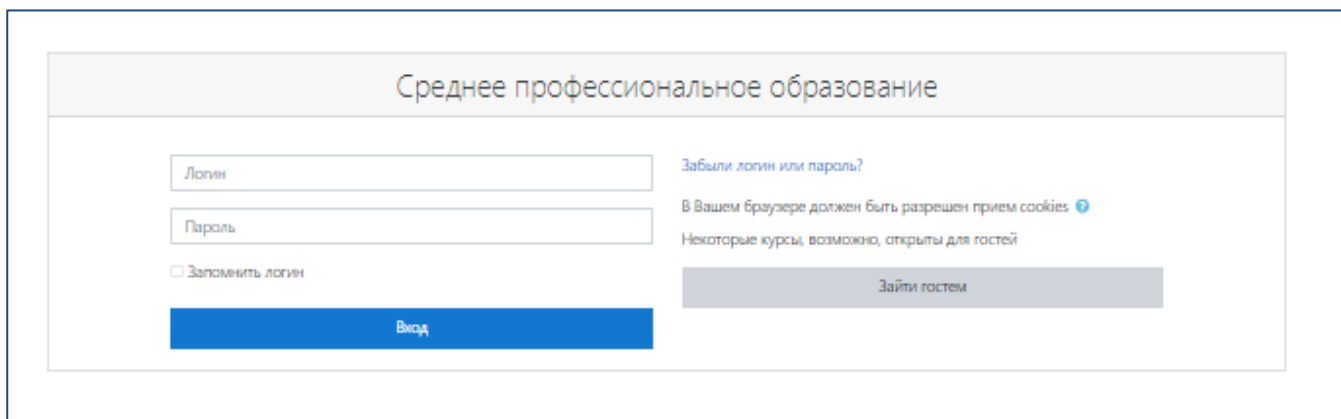 Среднее профессиональное образование
Логин
Пароль
Запомнить логин
Вход
Забыли логин или пароль?
В Вашем браузере должен быть разрешен прием cookies
Некоторые курсы, возможно, открыты для гостей
Зайти гостем